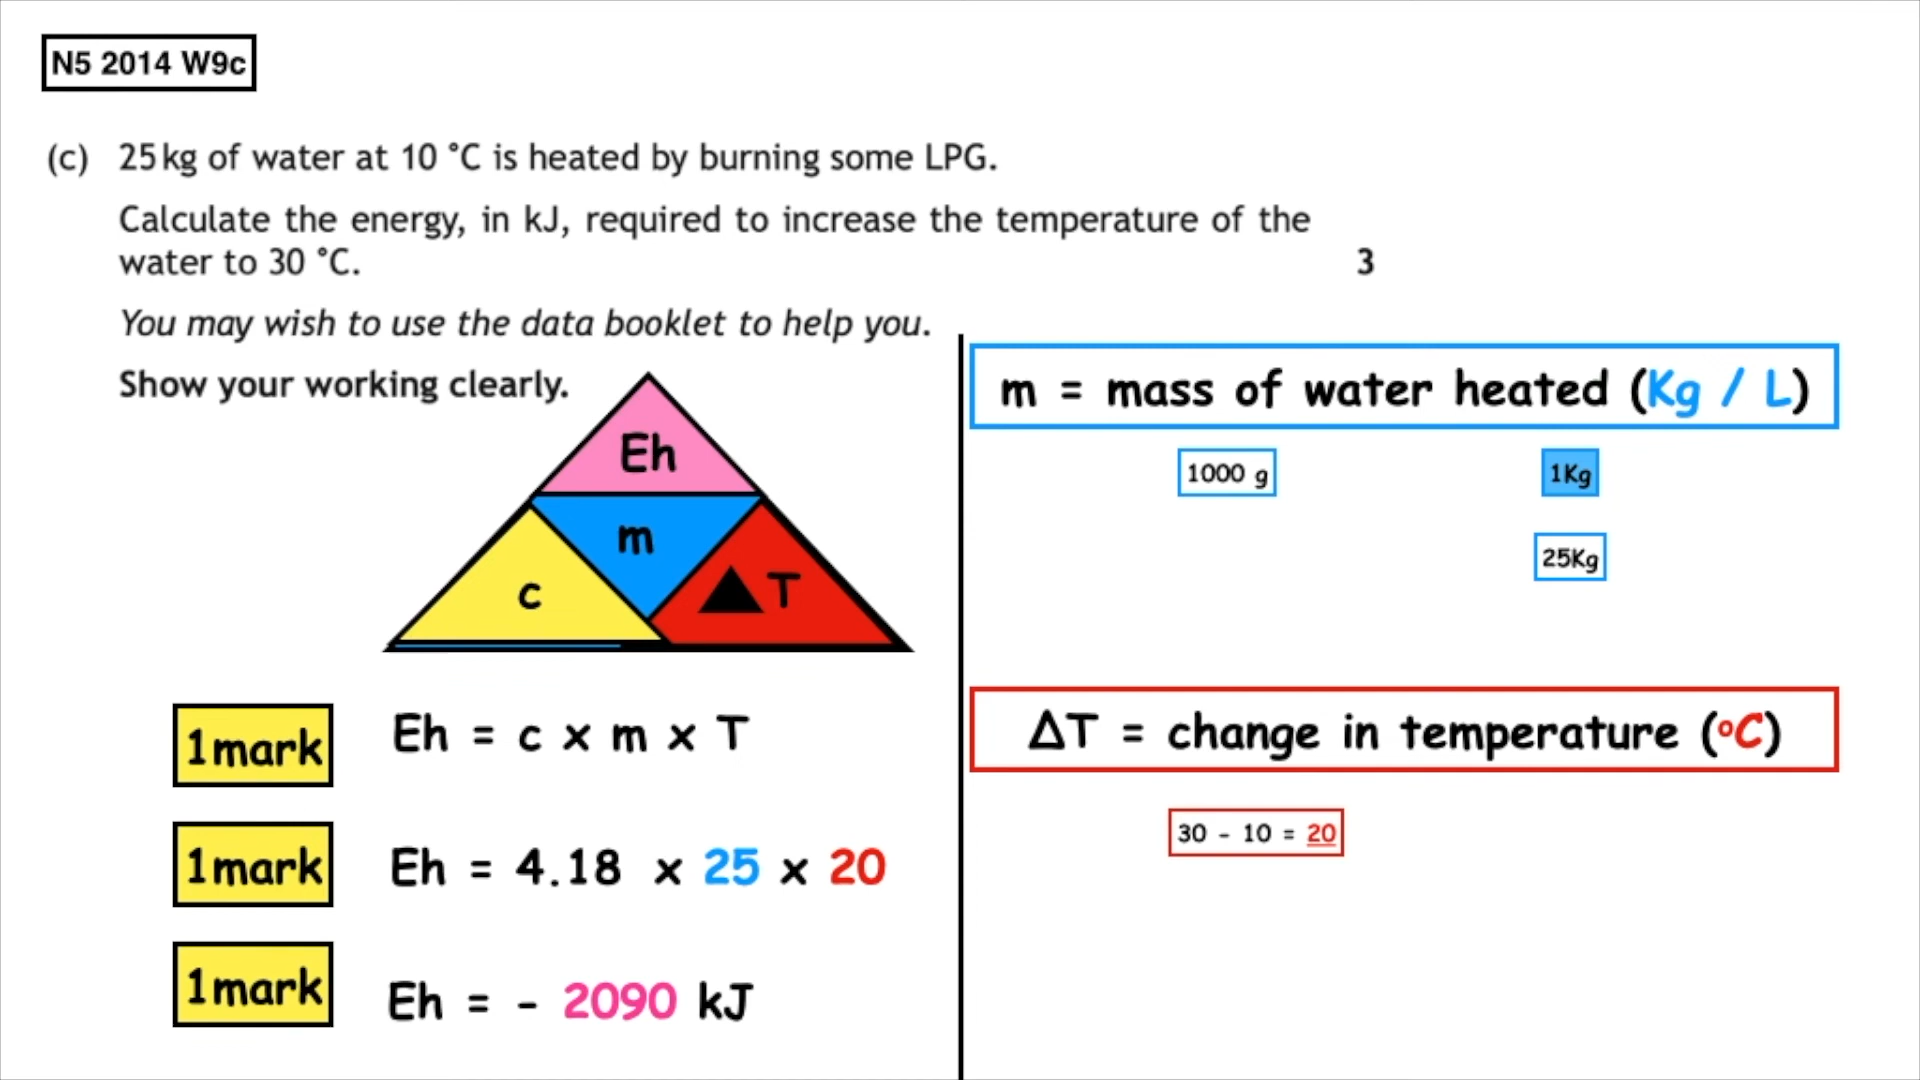 N5 2014 W9c
(c) 25 kg of water at 10 °C is heated by burning some LPG.
Calculate the energy, in kJ, required to increase the temperature of the
water to 30 °C. 3
You may wish to use the data booklet to help you.
Show your working clearly.
Eh
m
c
▲T
1mark Eh = c x m x T
1mark Eh = 4.18 x 25 x 20
1mark Eh = - 2090 kJ
m = mass of water heated (Kg / L)
1000 g 1Kg
25Kg
ΔT = change in temperature (°C)
30 - 10 = 20